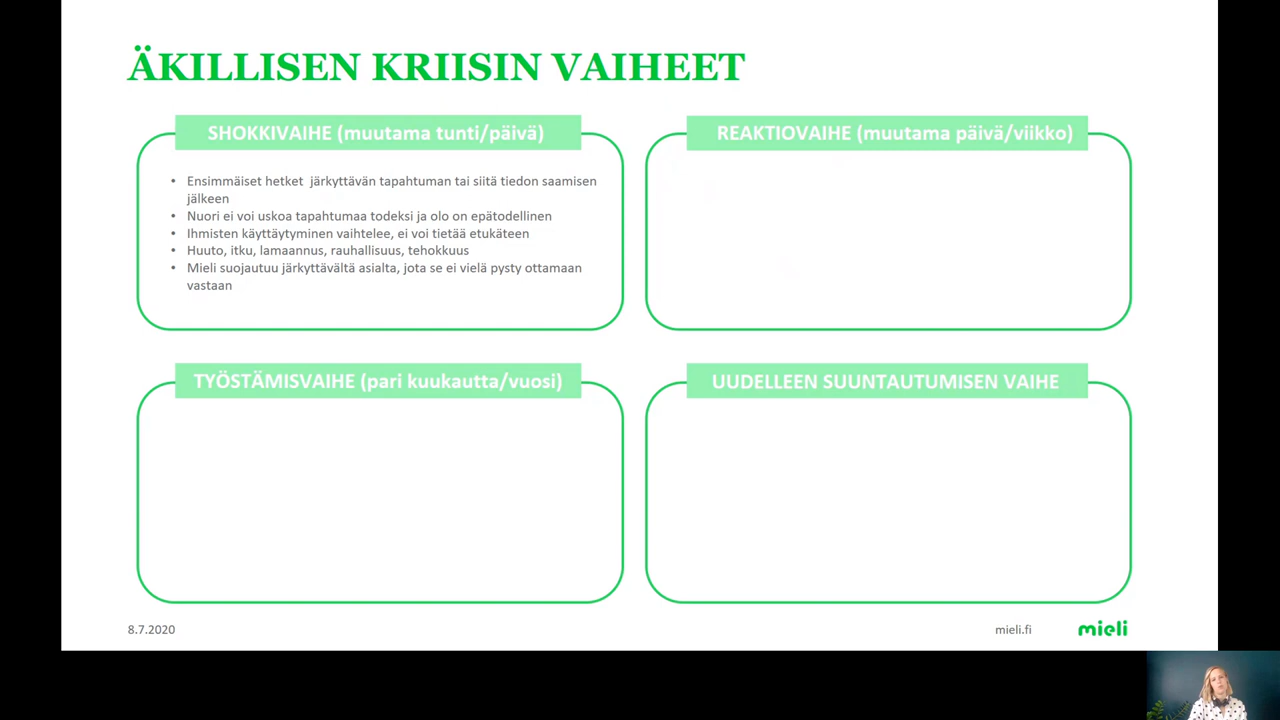 ÄKILLISEN KRIISIN VAIHEET
SHOKKIVAIHE (muutama tunti/päivä)
• Ensimmäiset hetket järkyttävän tapahtuman tai siitä tiedon saamisen
jälkeen
• Nuori ei voi uskoa tapahtumaa todeksi ja olo on epätodellinen
• Ihmisten käyttäytyminen vaihtelee, ei voi tietää etukäteen
• Huuto, itku, lamaannus, rauhallisuus, tehokkuus
• Mieli suojautuu järkyttävältä asialta, jota se ei vielä pysty ottamaan
vastaan
REAKTIOVAIHE (muutama päivä/viikko)
TYÖSTÄMISVAIHE (pari kuukautta/vuosi)
UUDELLEEN SUUNTAUTUMISEN VAIHE
8.7.2020
mieli.fi
mieli